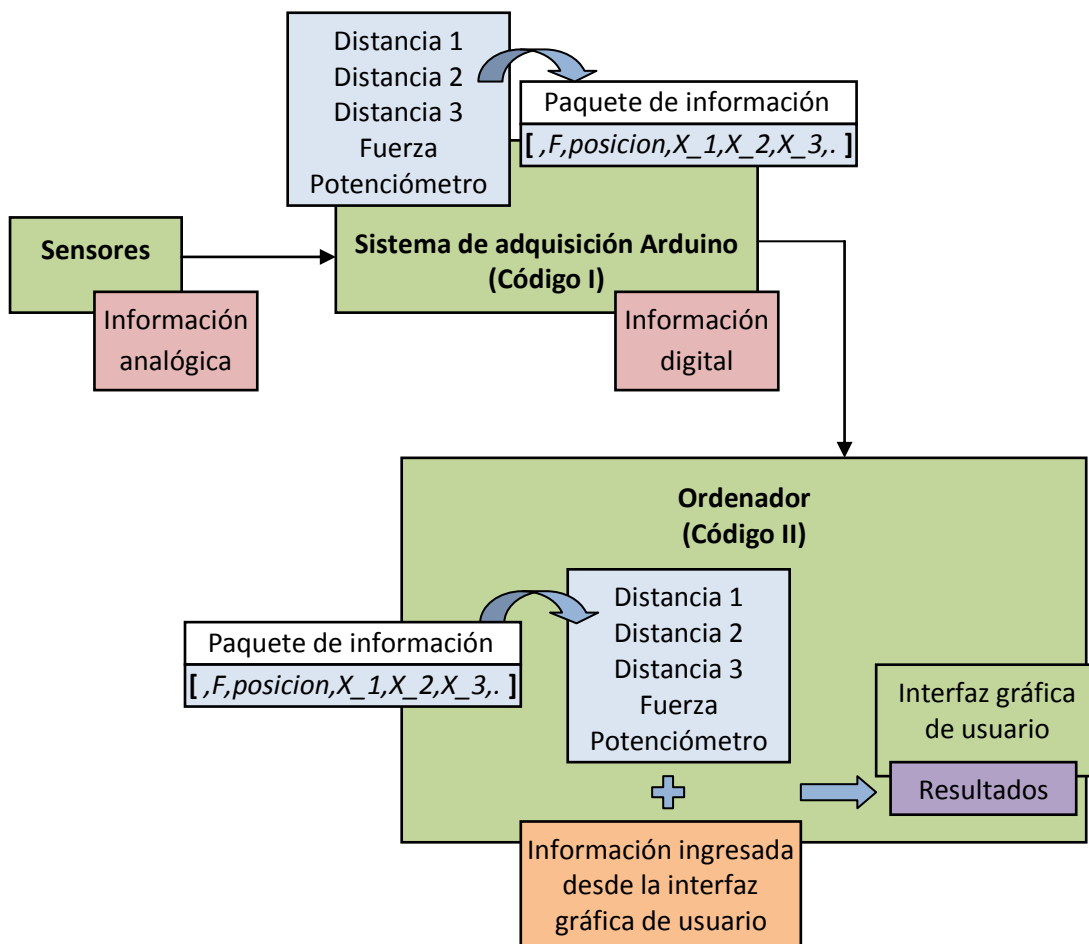 Distancia 1
Distancia 2
Distancia 3
Fuerza
Potenciómetro
Paquete de información
[ ,F,posicion,X_1,X_2,X_3,. ]
Sensores
Información
analógica
Sistema de adquisición Arduino
(Código I)
Información
digital
Ordenador
(Código II)
Paquete de información
[ ,F,posicion,X_1,X_2,X_3,. ]
Distancia 1
Distancia 2
Distancia 3
Fuerza
Potenciómetro
Interfaz gráfica
de usuario
Resultados
Información ingresada
desde la interfaz
gráfica de usuario